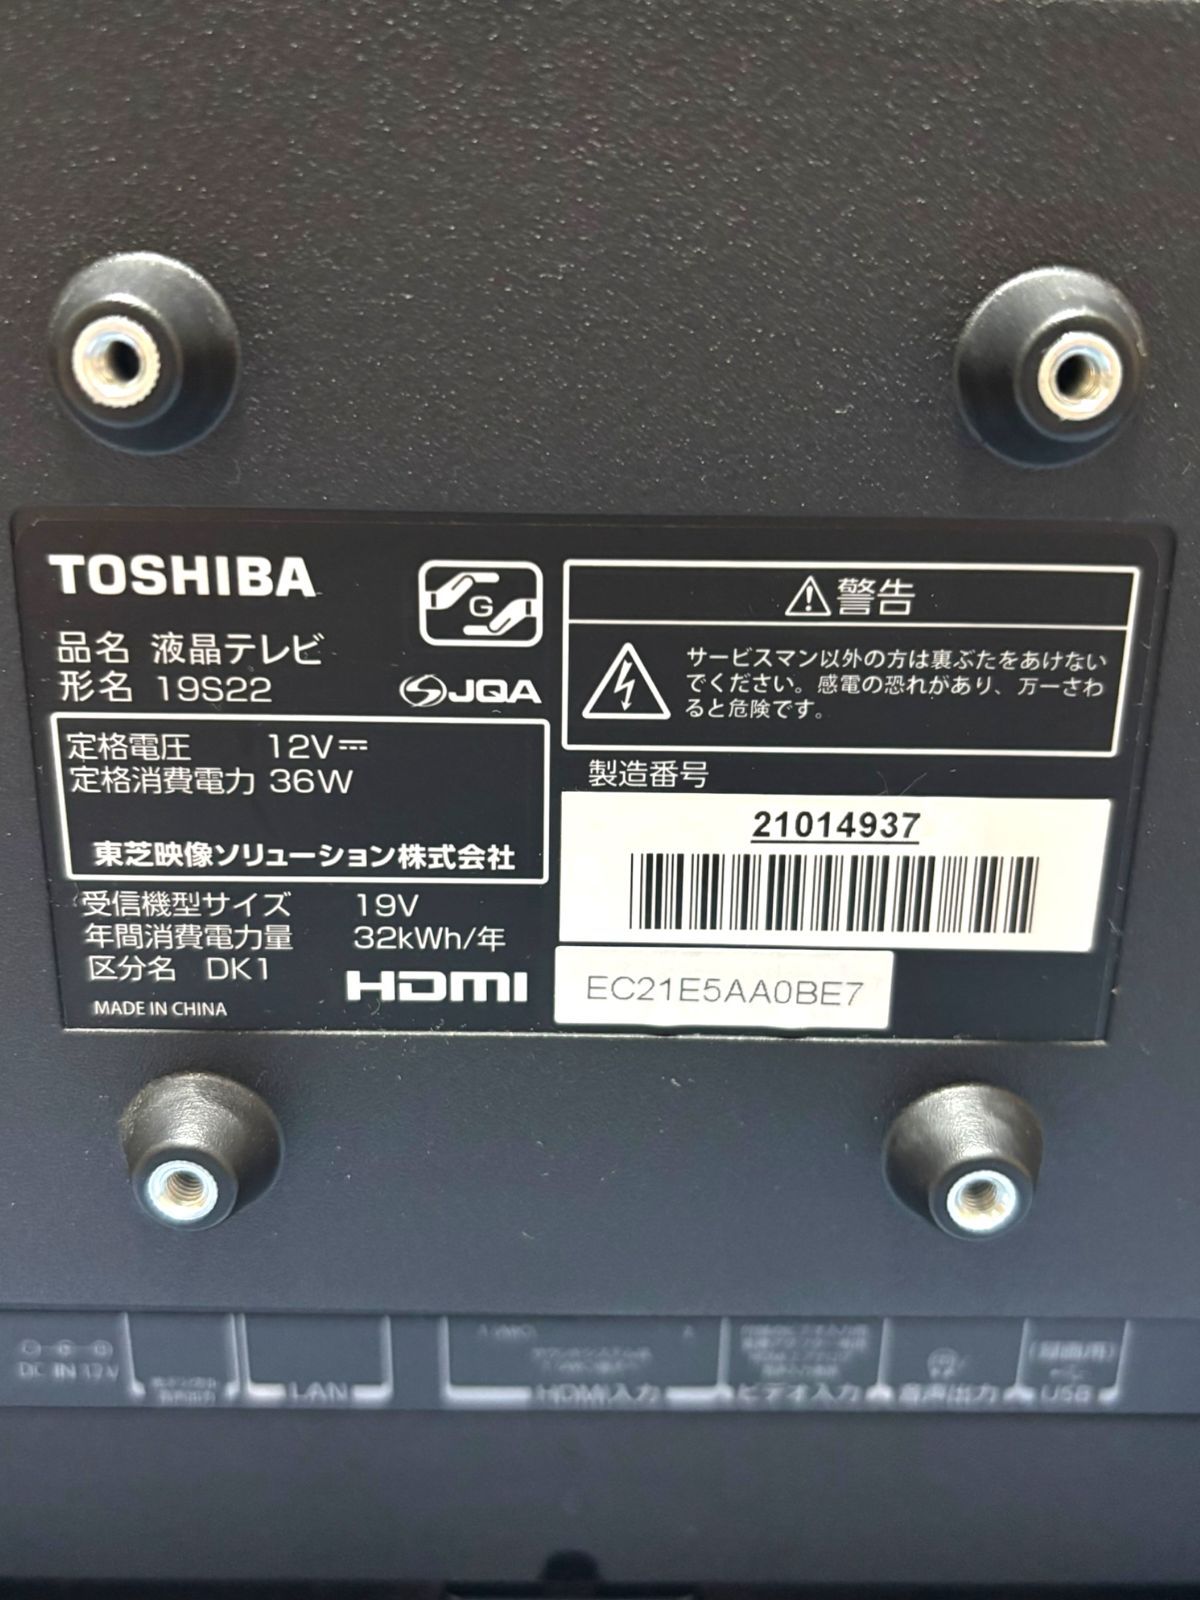 TOSHIBA
品名 液晶テレビ
形名 19S22
G
JQA
定格電圧 12V
定格消費電力 36W
東芝映像ソリューション株式会社
受信機型サイズ 19V
年間消費電力量 32kWh/年
区分名 DK1
HDMI
MADE IN CHINA
警告
サービスマン以外の方は裏ぶたをあけない
でください。感電の恐れがあり、万一さわ
ると危険です。
製造番号
21014937
EC21E5AA0BE7
DC IN 12V
LAN
HDMI入力
ビデオ入力
音声出力
(録画用)
USB